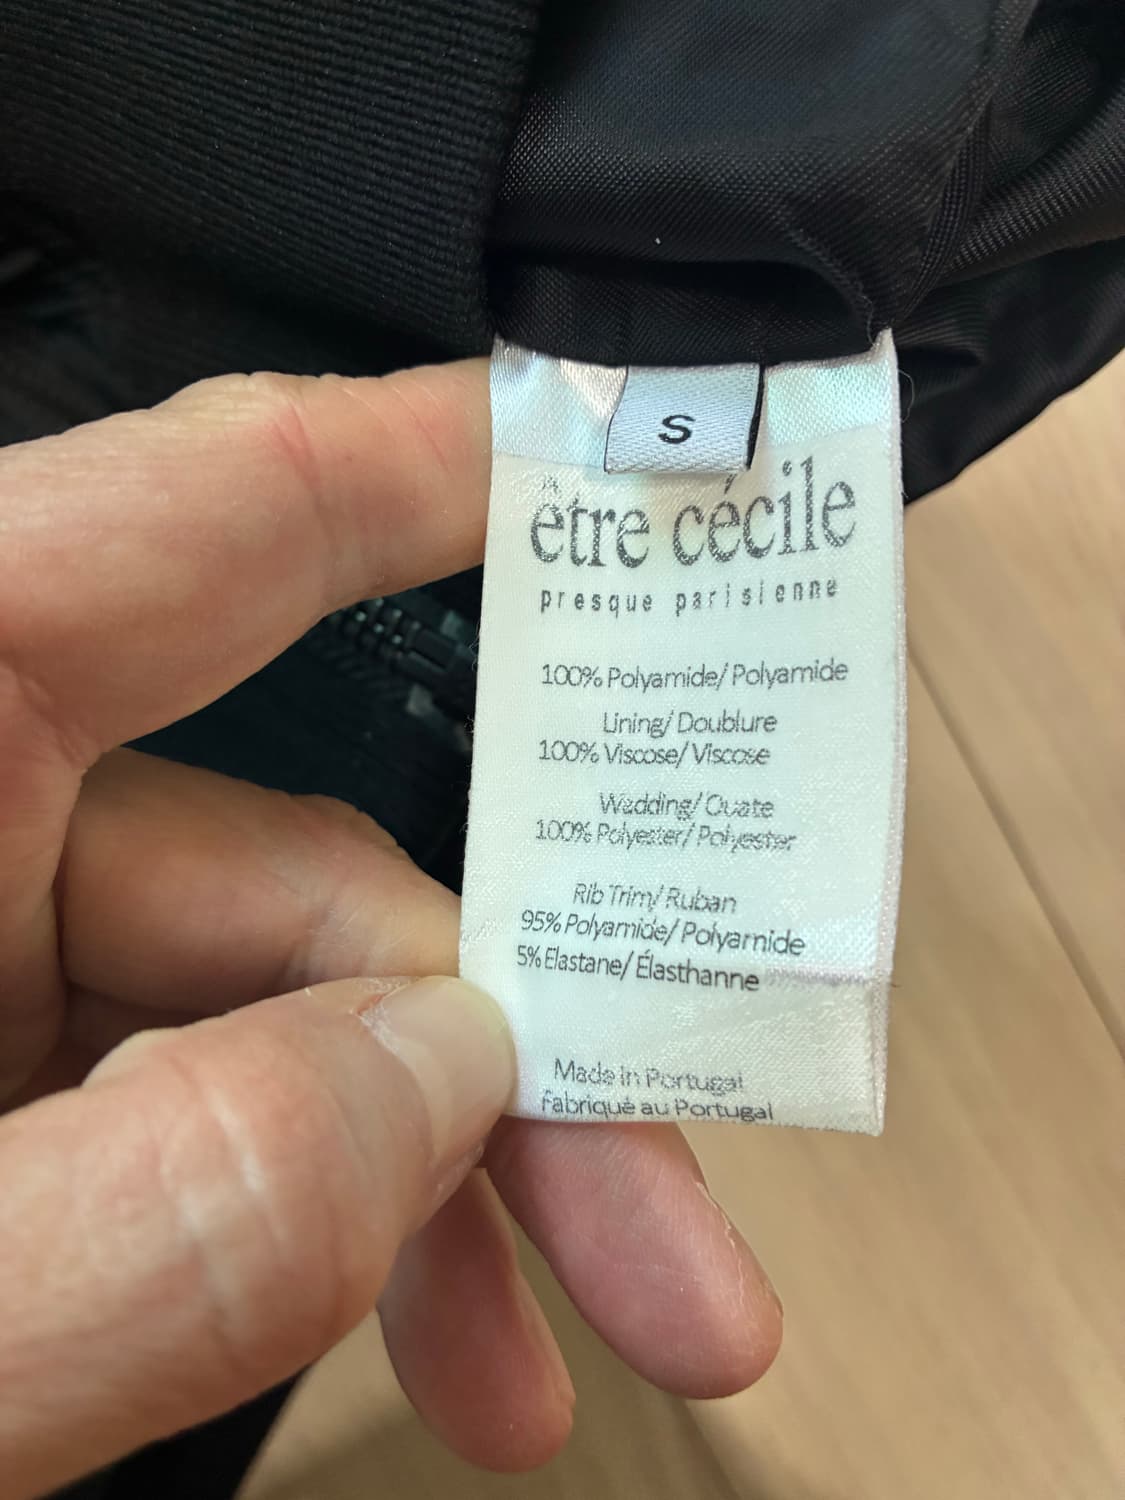 S
être cécile
presque parisienne
100% Polyamide/ Polyamide
Lining/ Doublure
100% Viscose/ Viscose
Wadding/ Ouate
100% Polyester/ Polyester
Rib Trim/ Ruban
95% Polyamide/ Polyamide
5% Elastane/ Élasthanne
Made in Portugal
Fabriqué au Portugal